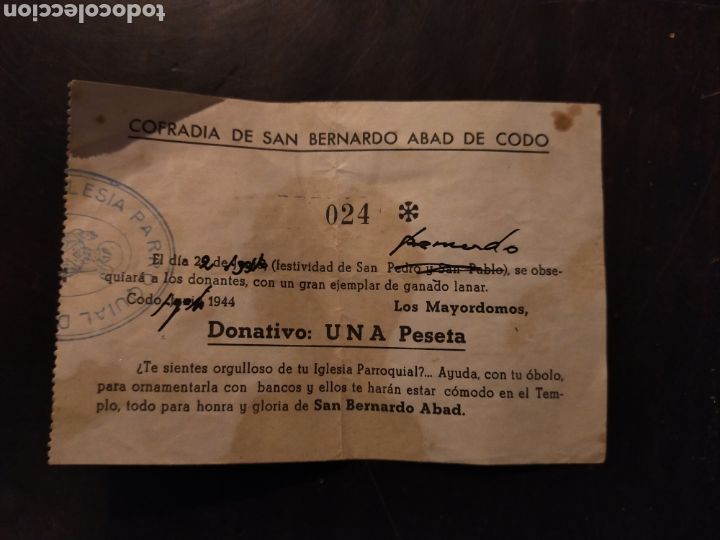 todocoleccion
COFRADIA DE SAN BERNARDO ABAD DE CODO
024 *
Bernardo
El día 29 de Agosto (festividad de San Pedro y San Pablo), se obse-
quiará a los donantes, con un gran ejemplar de ganado lanar.
Codo Agosto 1944 Los Mayordomos,
Donativo: UNA Peseta
¿Te sientes orgulloso de tu Iglesia Parroquial?... Ayuda, con tu óbolo,
para ornamentarla con bancos y ellos te harán estar cómodo en el Tem-
plo, todo para honra y gloria de San Bernardo Abad.
IGLESIA PARROQUIAL D